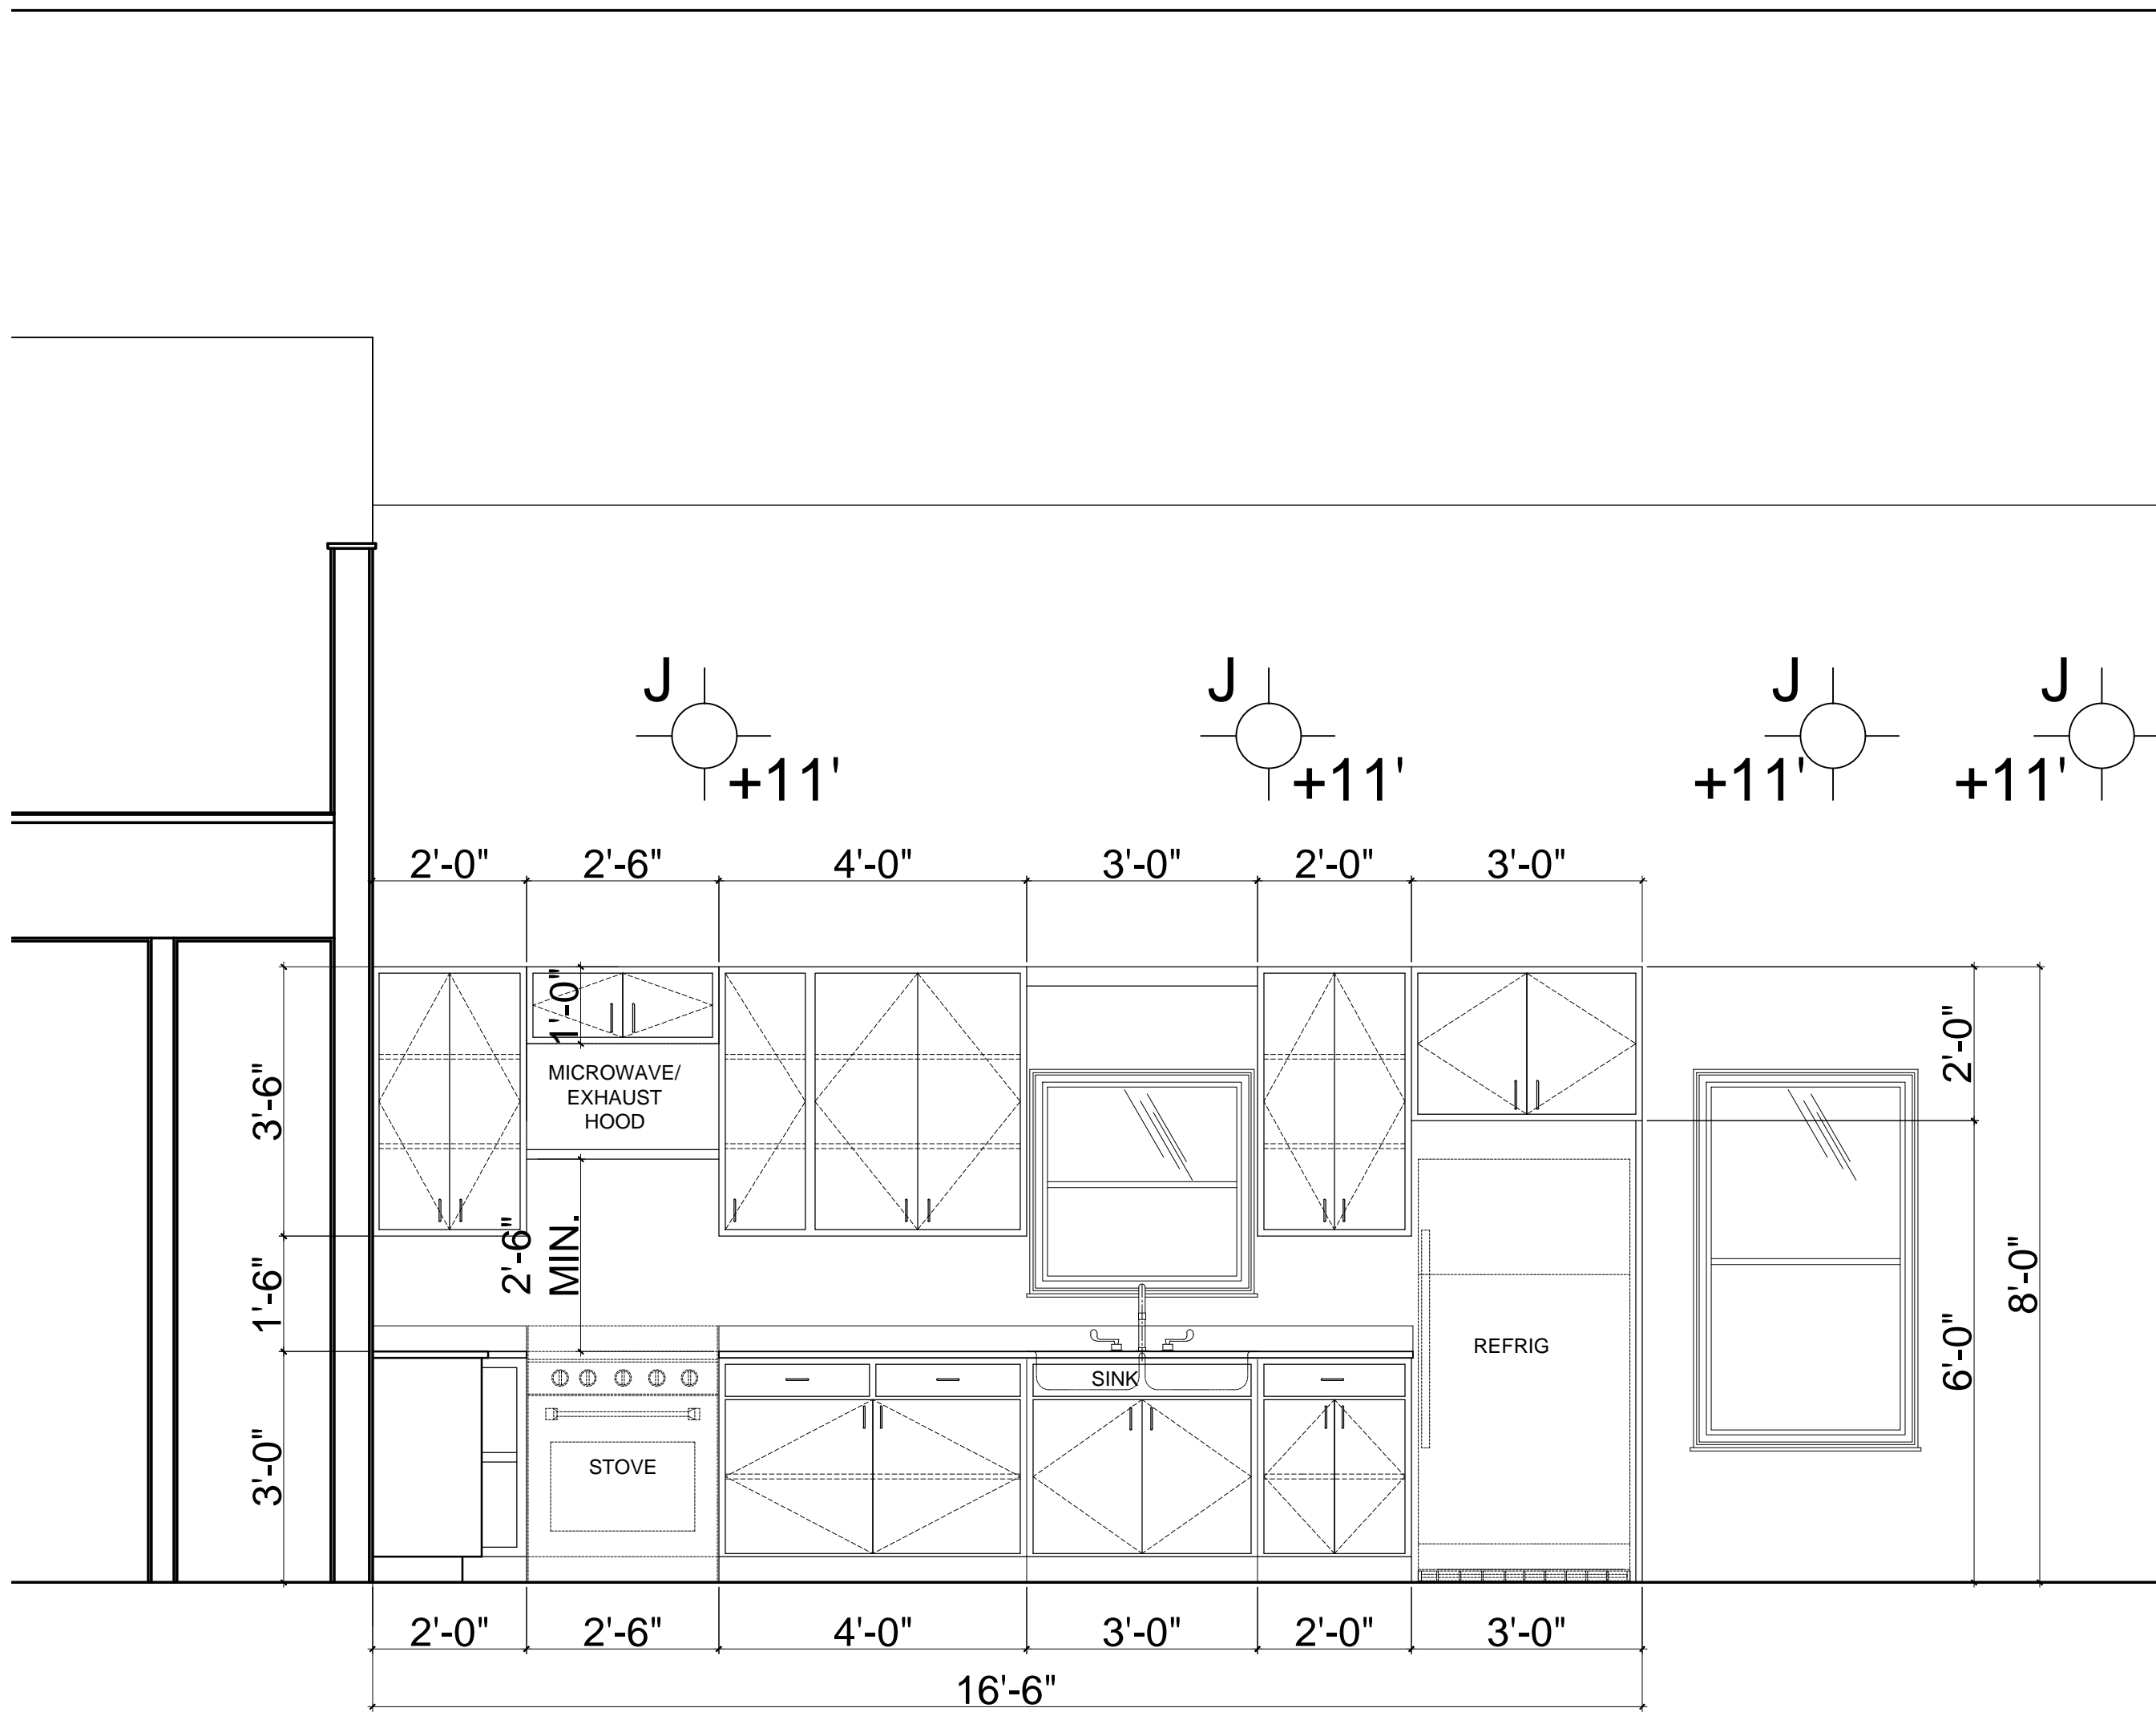 J
J
J
J
+11'
+11'
+11'
+11'
2'-0"
2'-6"
4'-0"
3'-0"
2'-0"
3'-0"
1'-0"
2'-0"
3'-6"
MICROWAVE/
EXHAUST
HOOD
2'-6"
MIN.
1'-6"
8'-0"
REFRIG
6'-0"
SINK
3'-0"
STOVE
2'-0"
2'-6"
4'-0"
3'-0"
2'-0"
3'-0"
16'-6"